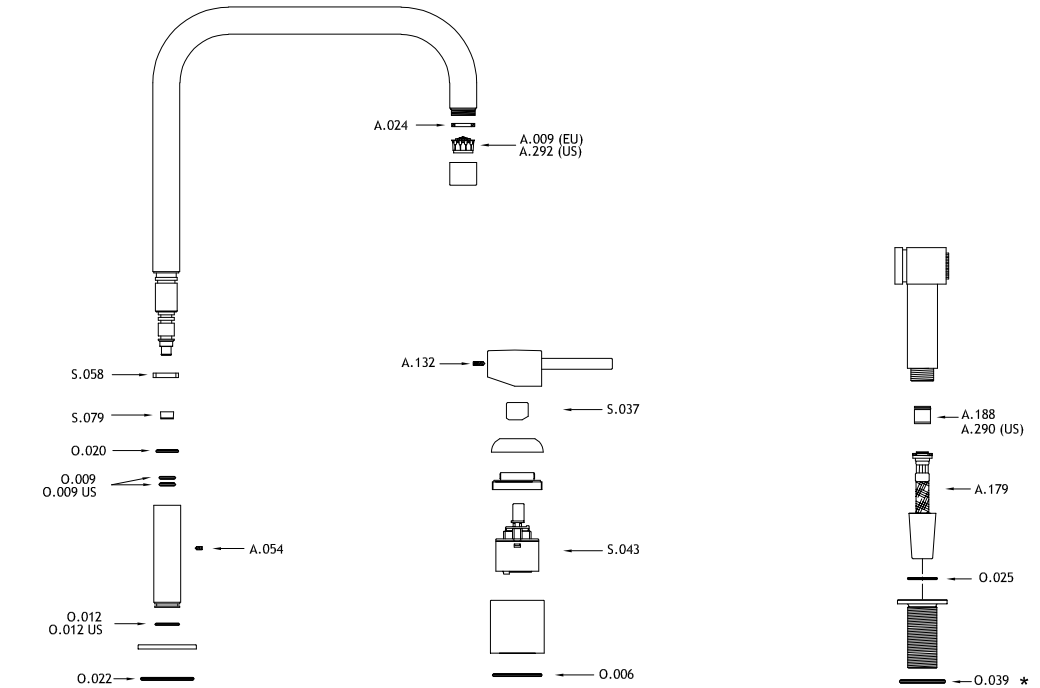 A.024
A.009 (EU)
A.292 (US)
S.058
S.079
O.020
O.009
O.009 US
A.054
O.012
O.012 US
O.022
A.132
S.037
S.043
O.006
A.188
A.290 (US)
A.179
O.025
O.039 *